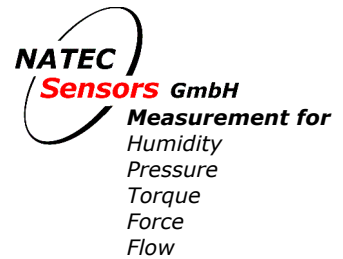 NATEC
Sensors GmbH
Measurement for
Humidity
Pressure
Torque
Force
Flow